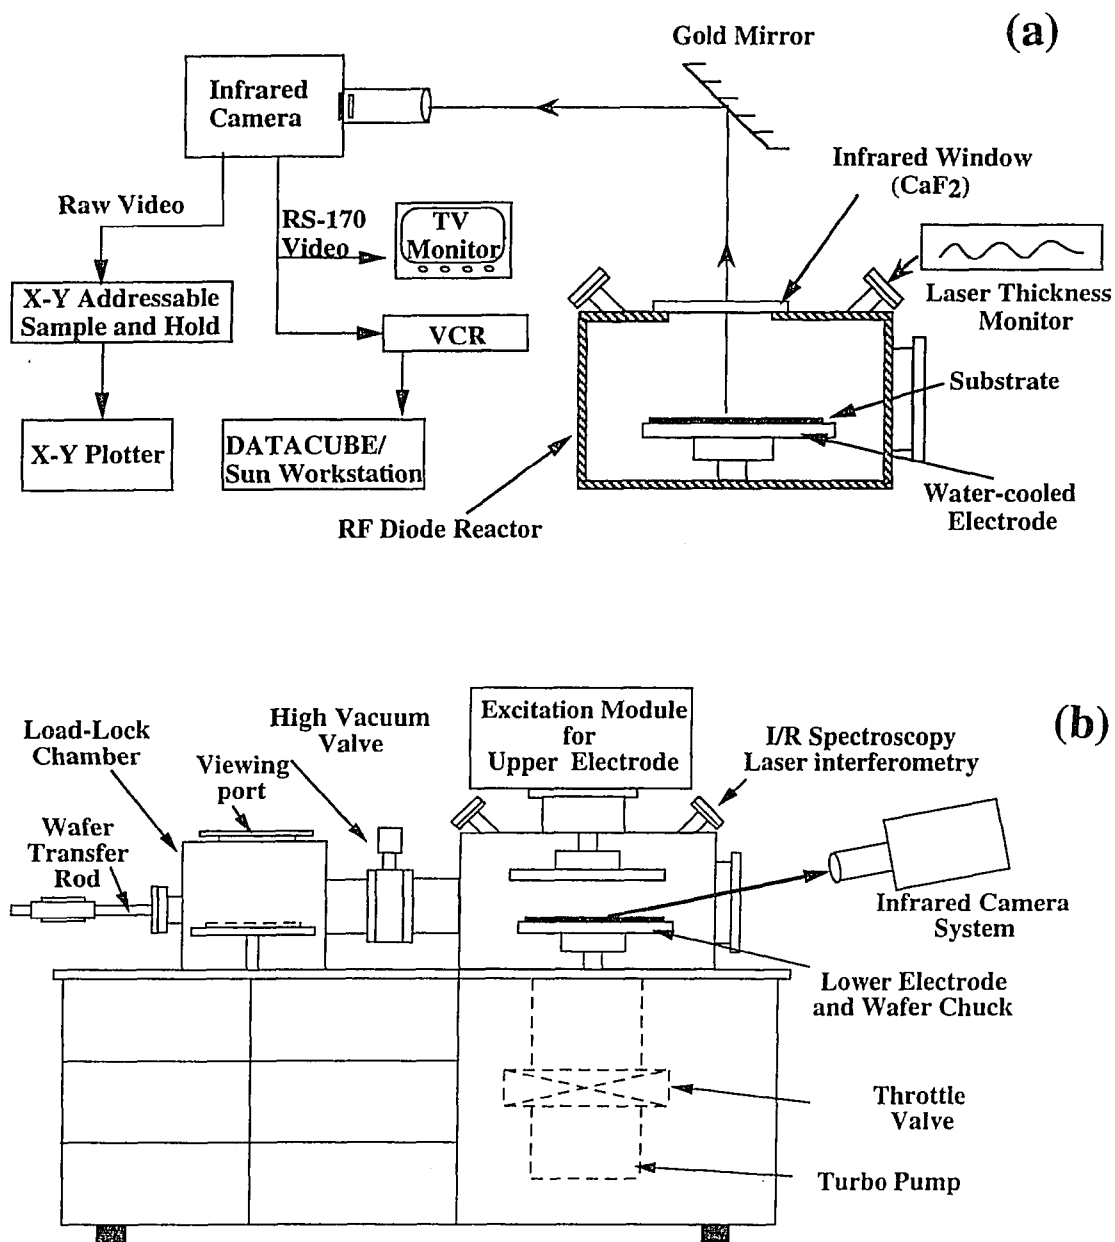 (a)
Gold Mirror
Infrared
Camera
Infrared Window
(CaF2)
Raw Video
RS-170
Video
TV
Monitor
X-Y Addressable
Sample and Hold
VCR
Laser Thickness
Monitor
Substrate
X-Y Plotter
DATACUBE/
Sun Workstation
Water-cooled
Electrode
RF Diode Reactor
(b)
Load-Lock
Chamber
High Vacuum
Valve
Excitation Module
for
Upper Electrode
I/R Spectroscopy
Laser interferometry
Viewing
port
Wafer
Transfer
Rod
Infrared Camera
System
Lower Electrode
and Wafer Chuck
Throttle
Valve
Turbo Pump